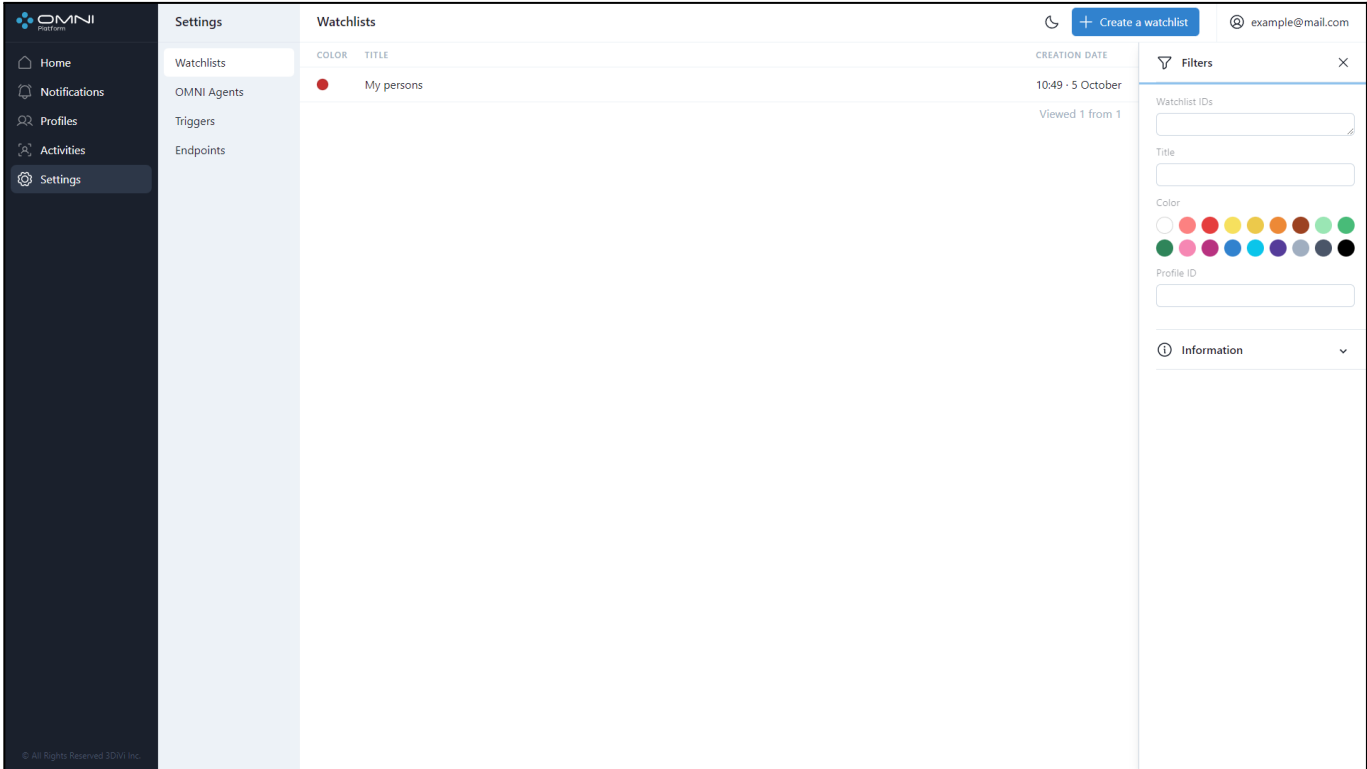 OMNI
Platform
Home
Notifications
Profiles
Activities
Settings
© All Rights Reserved 3DiVi Inc.
Settings
Watchlists
OMNI Agents
Triggers
Endpoints
Watchlists
Create a watchlist
example@mail.com
COLOR TITLE CREATION DATE
My persons 10:49 · 5 October
Viewed 1 from 1
Filters
Watchlist IDs
Title
Color
Profile ID
Information